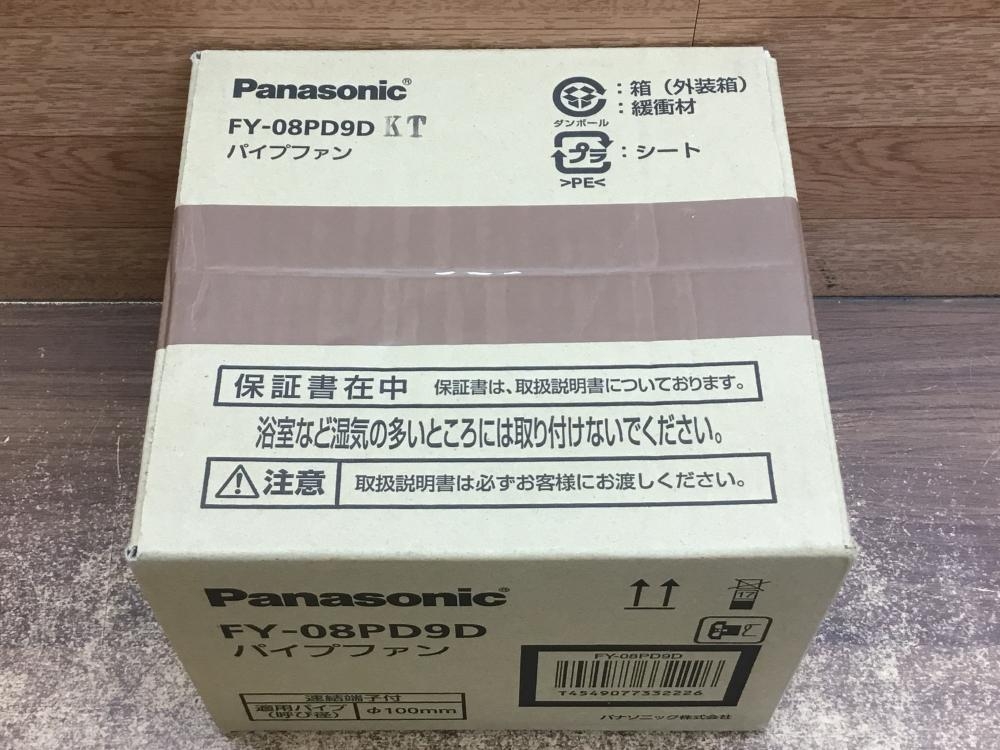 Panasonic®
FY-08PD9D KT
パイプファン
ダンボール
：箱（外装箱）
：緩衝材
プラ
：シート
>PE<
保証書在中 保証書は、取扱説明書についております。
浴室など湿気の多いところには取り付けないでください。
注意 取扱説明書は必ずお客様にお渡しください。
Panasonic®
FY-08PD9D
パイプファン
17
FY-08PD9D
T4549077332226
速結端子付
適用パイプ
（呼び径）
φ100mm
パナソニック株式会社